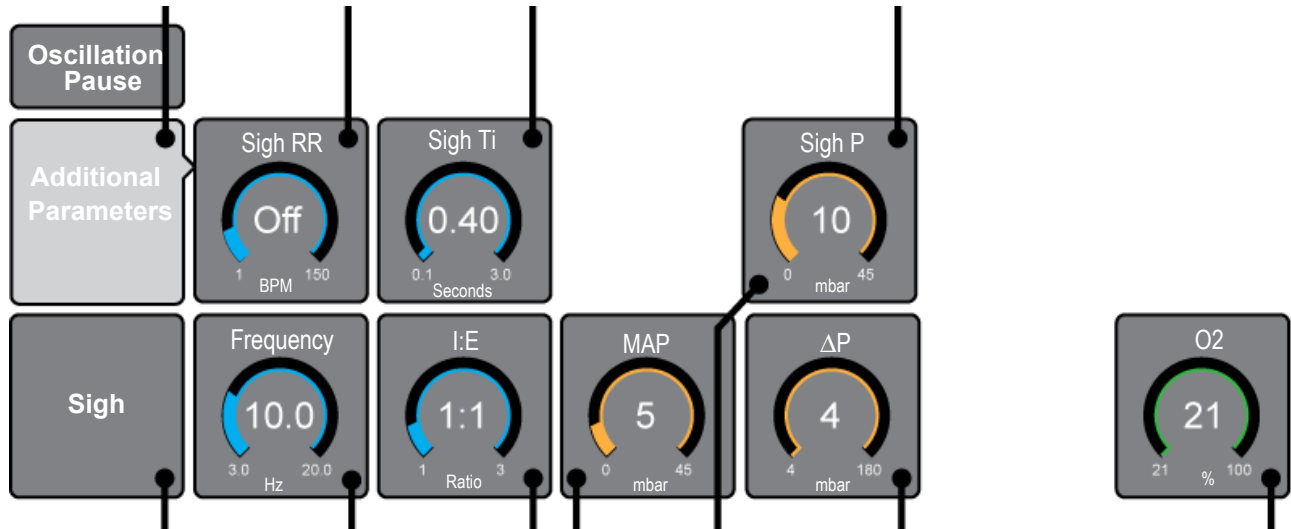 Oscillation
Pause
Additional
Parameters
Sigh RR
Off
1 150
BPM
Sigh Ti
0.40
0.1 3.0
Seconds
Sigh P
10
0 45
mbar
Sigh
Frequency
10.0
3.0 20.0
Hz
I:E
1:1
1 3
Ratio
MAP
5
0 45
mbar
ΔP
4
4 180
mbar
O2
21
21 100
%